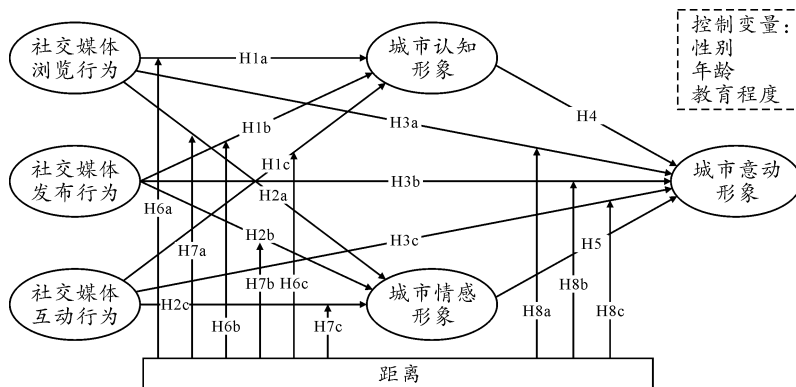 社交媒体
浏览行为
城市认知
形象
控制变量：
性别
年龄
教育程度
H1a
H4
H3a
H1b
H1c
社交媒体
发布行为
H3b
城市意动
形象
H2a
H6a
H2b
H3c
H5
H7a
H7b
H6c
H8b
社交媒体
互动行为
H2c
城市情感
形象
H6b
H7c
H8a
H8c
距离